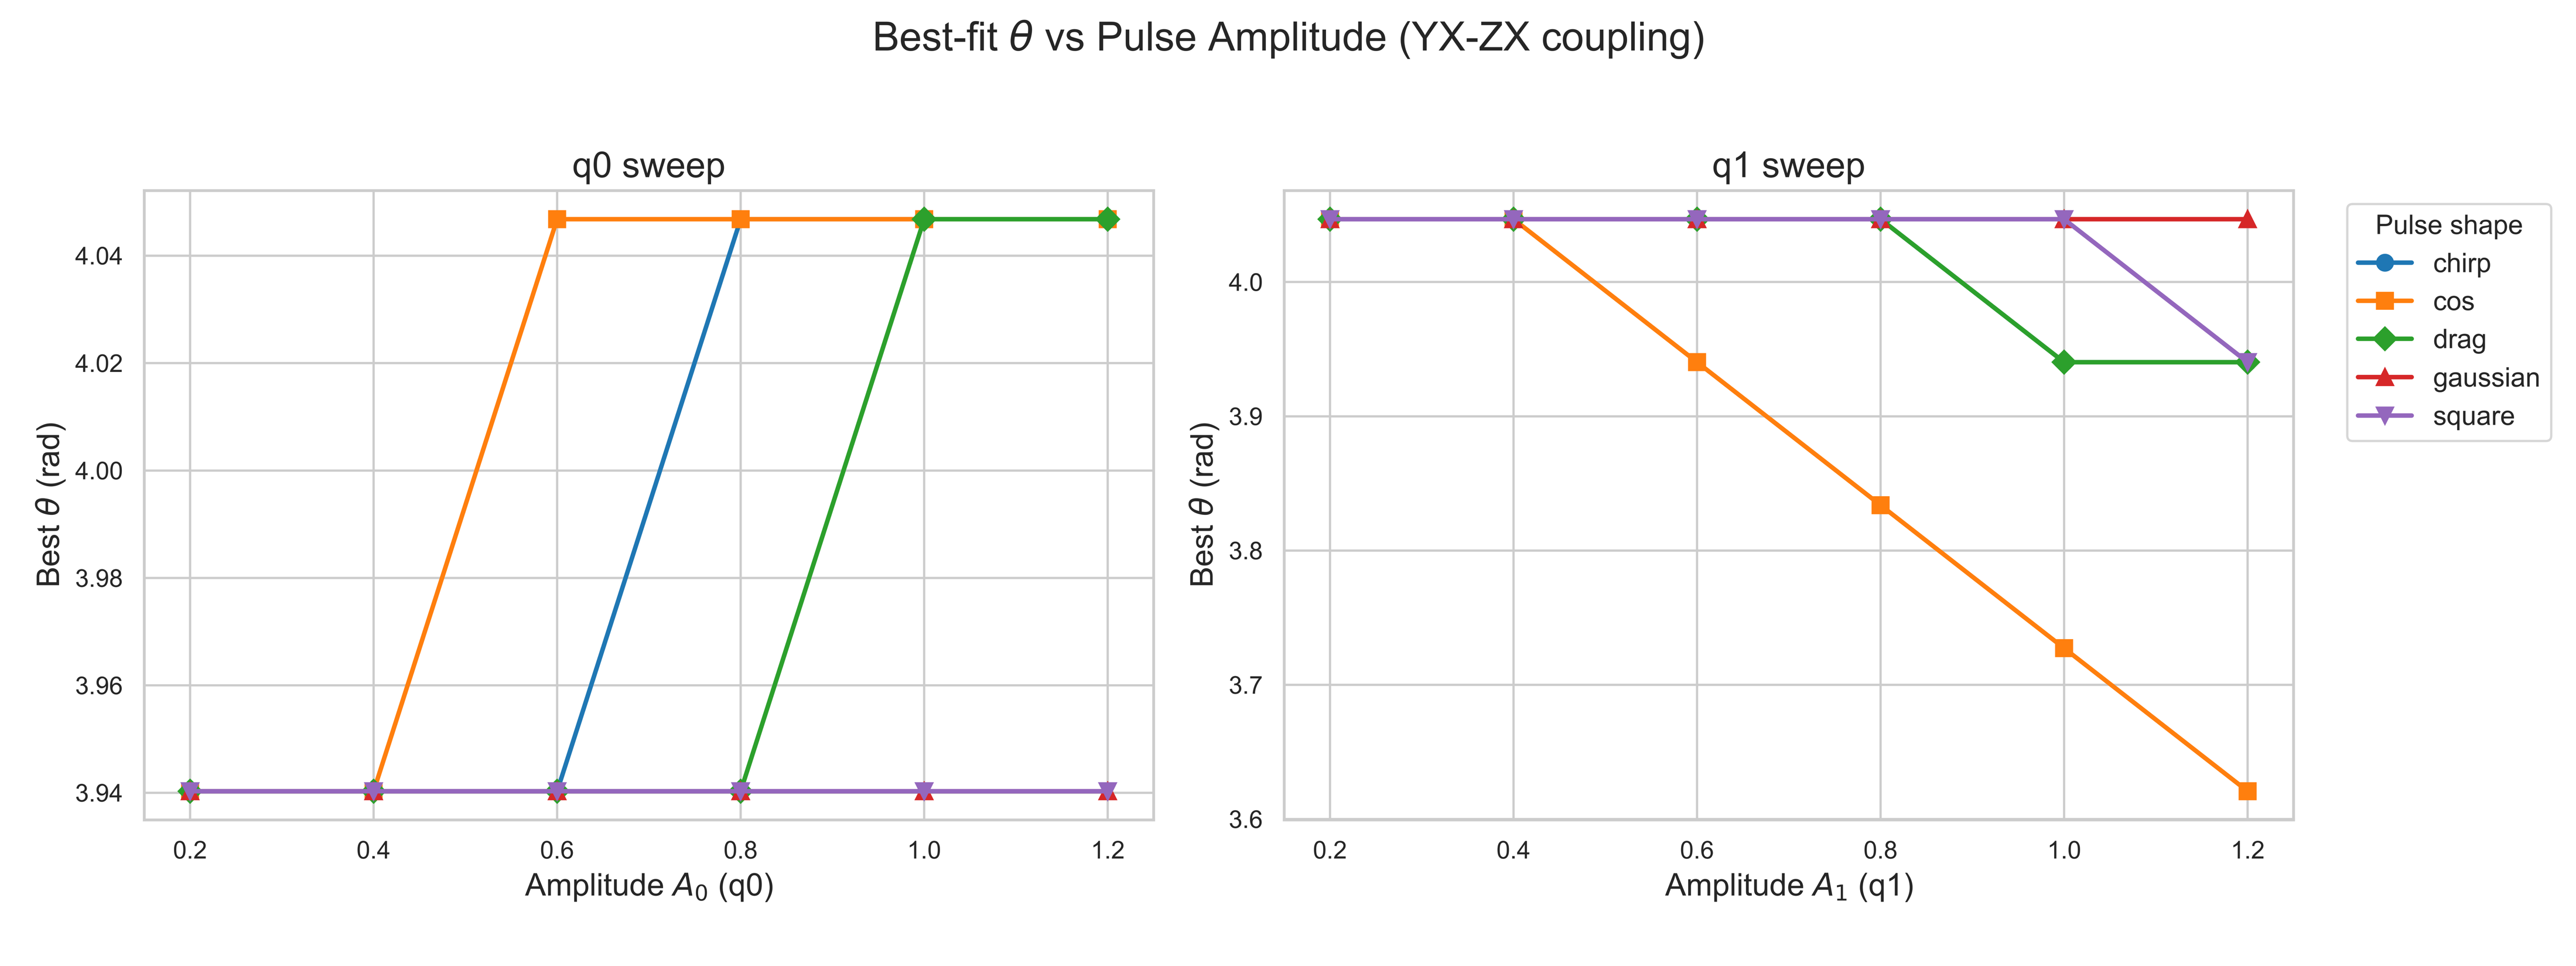 Best-fit θ vs Pulse Amplitude (YX-ZX coupling)
q0 sweep
Best θ (rad)
4.04
4.02
4.00
3.98
3.96
3.94
0.2 0.4 0.6 0.8 1.0 1.2
Amplitude A₀ (q0)
q1 sweep
Best θ (rad)
4.0
3.9
3.8
3.7
3.6
0.2 0.4 0.6 0.8 1.0 1.2
Amplitude A₁ (q1)
Pulse shape
chirp
cos
drag
gaussian
square